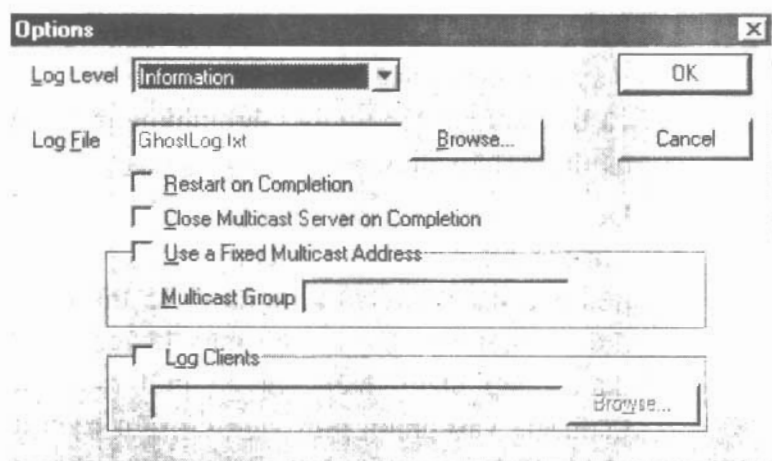 Options
Log Level Information OK
Log File GhostLog.txt Browse... Cancel
Restart on Completion
Close Multicast Server on Completion
Use a Fixed Multicast Address
Multicast Group
Log Clients
Browse...